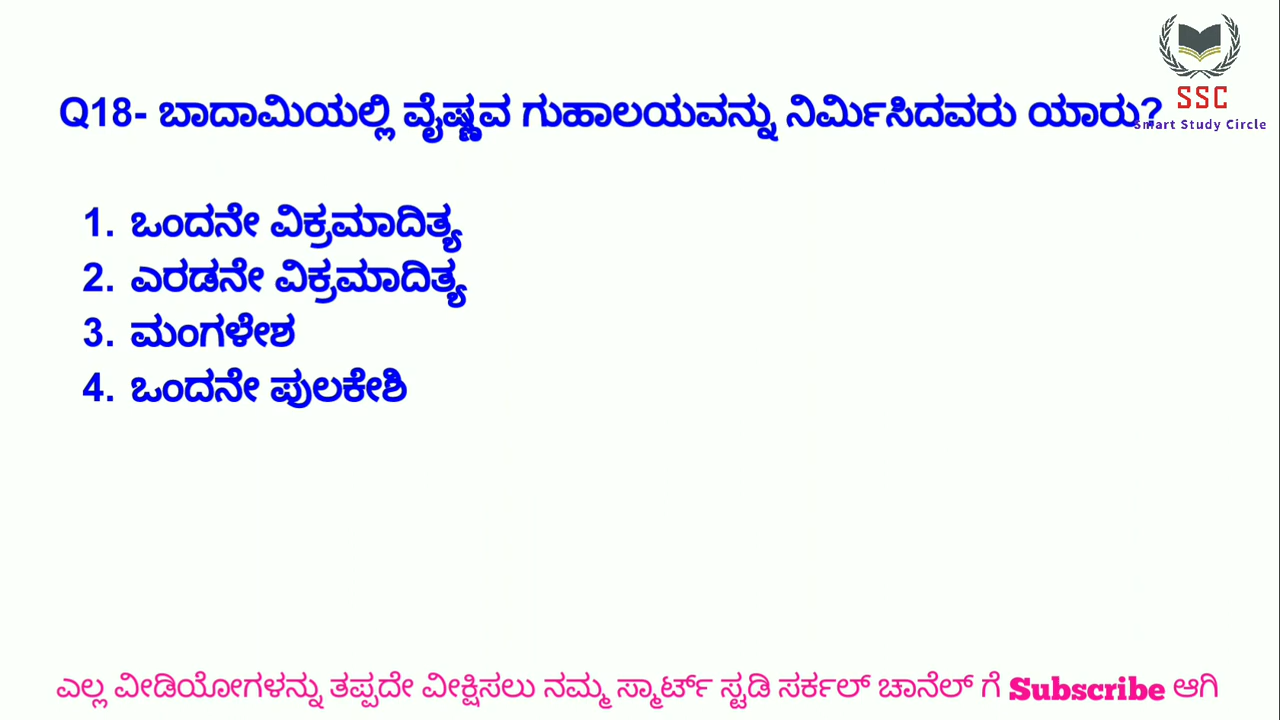 SSC
Smart Study Circle
Q18- ಬಾದಾಮಿಯಲ್ಲಿ ವೈಷ್ಣವ ಗುಹಾಲಯವನ್ನು ನಿರ್ಮಿಸಿದವರು ಯಾರು?
1. ಒಂದನೇ ವಿಕ್ರಮಾದಿತ್ಯ
2. ಎರಡನೇ ವಿಕ್ರಮಾದಿತ್ಯ
3. ಮಂಗಳೇಶ
4. ಒಂದನೇ ಪುಲಕೇಶಿ
ಎಲ್ಲ ವೀಡಿಯೋಗಳನ್ನು ತಪ್ಪದೇ ವೀಕ್ಷಿಸಲು ನಮ್ಮ ಸ್ಮಾರ್ಟ್ ಸ್ಟಡಿ ಸರ್ಕಲ್ ಚಾನೆಲ್ ಗೆ Subscribe ಆಗಿ